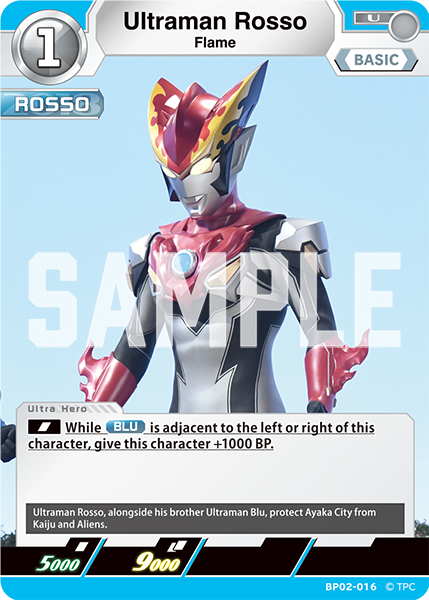 1
Ultraman Rosso
Flame
U
BASIC
ROSSO
SAMPLE
Ultra Hero
While BLU is adjacent to the left or right of this
character, give this character +1000 BP.
Ultraman Rosso, alongside his brother Ultraman Blu, protect Ayaka City from
Kaiju and Aliens.
5000
9000
BP02-016 © TPC